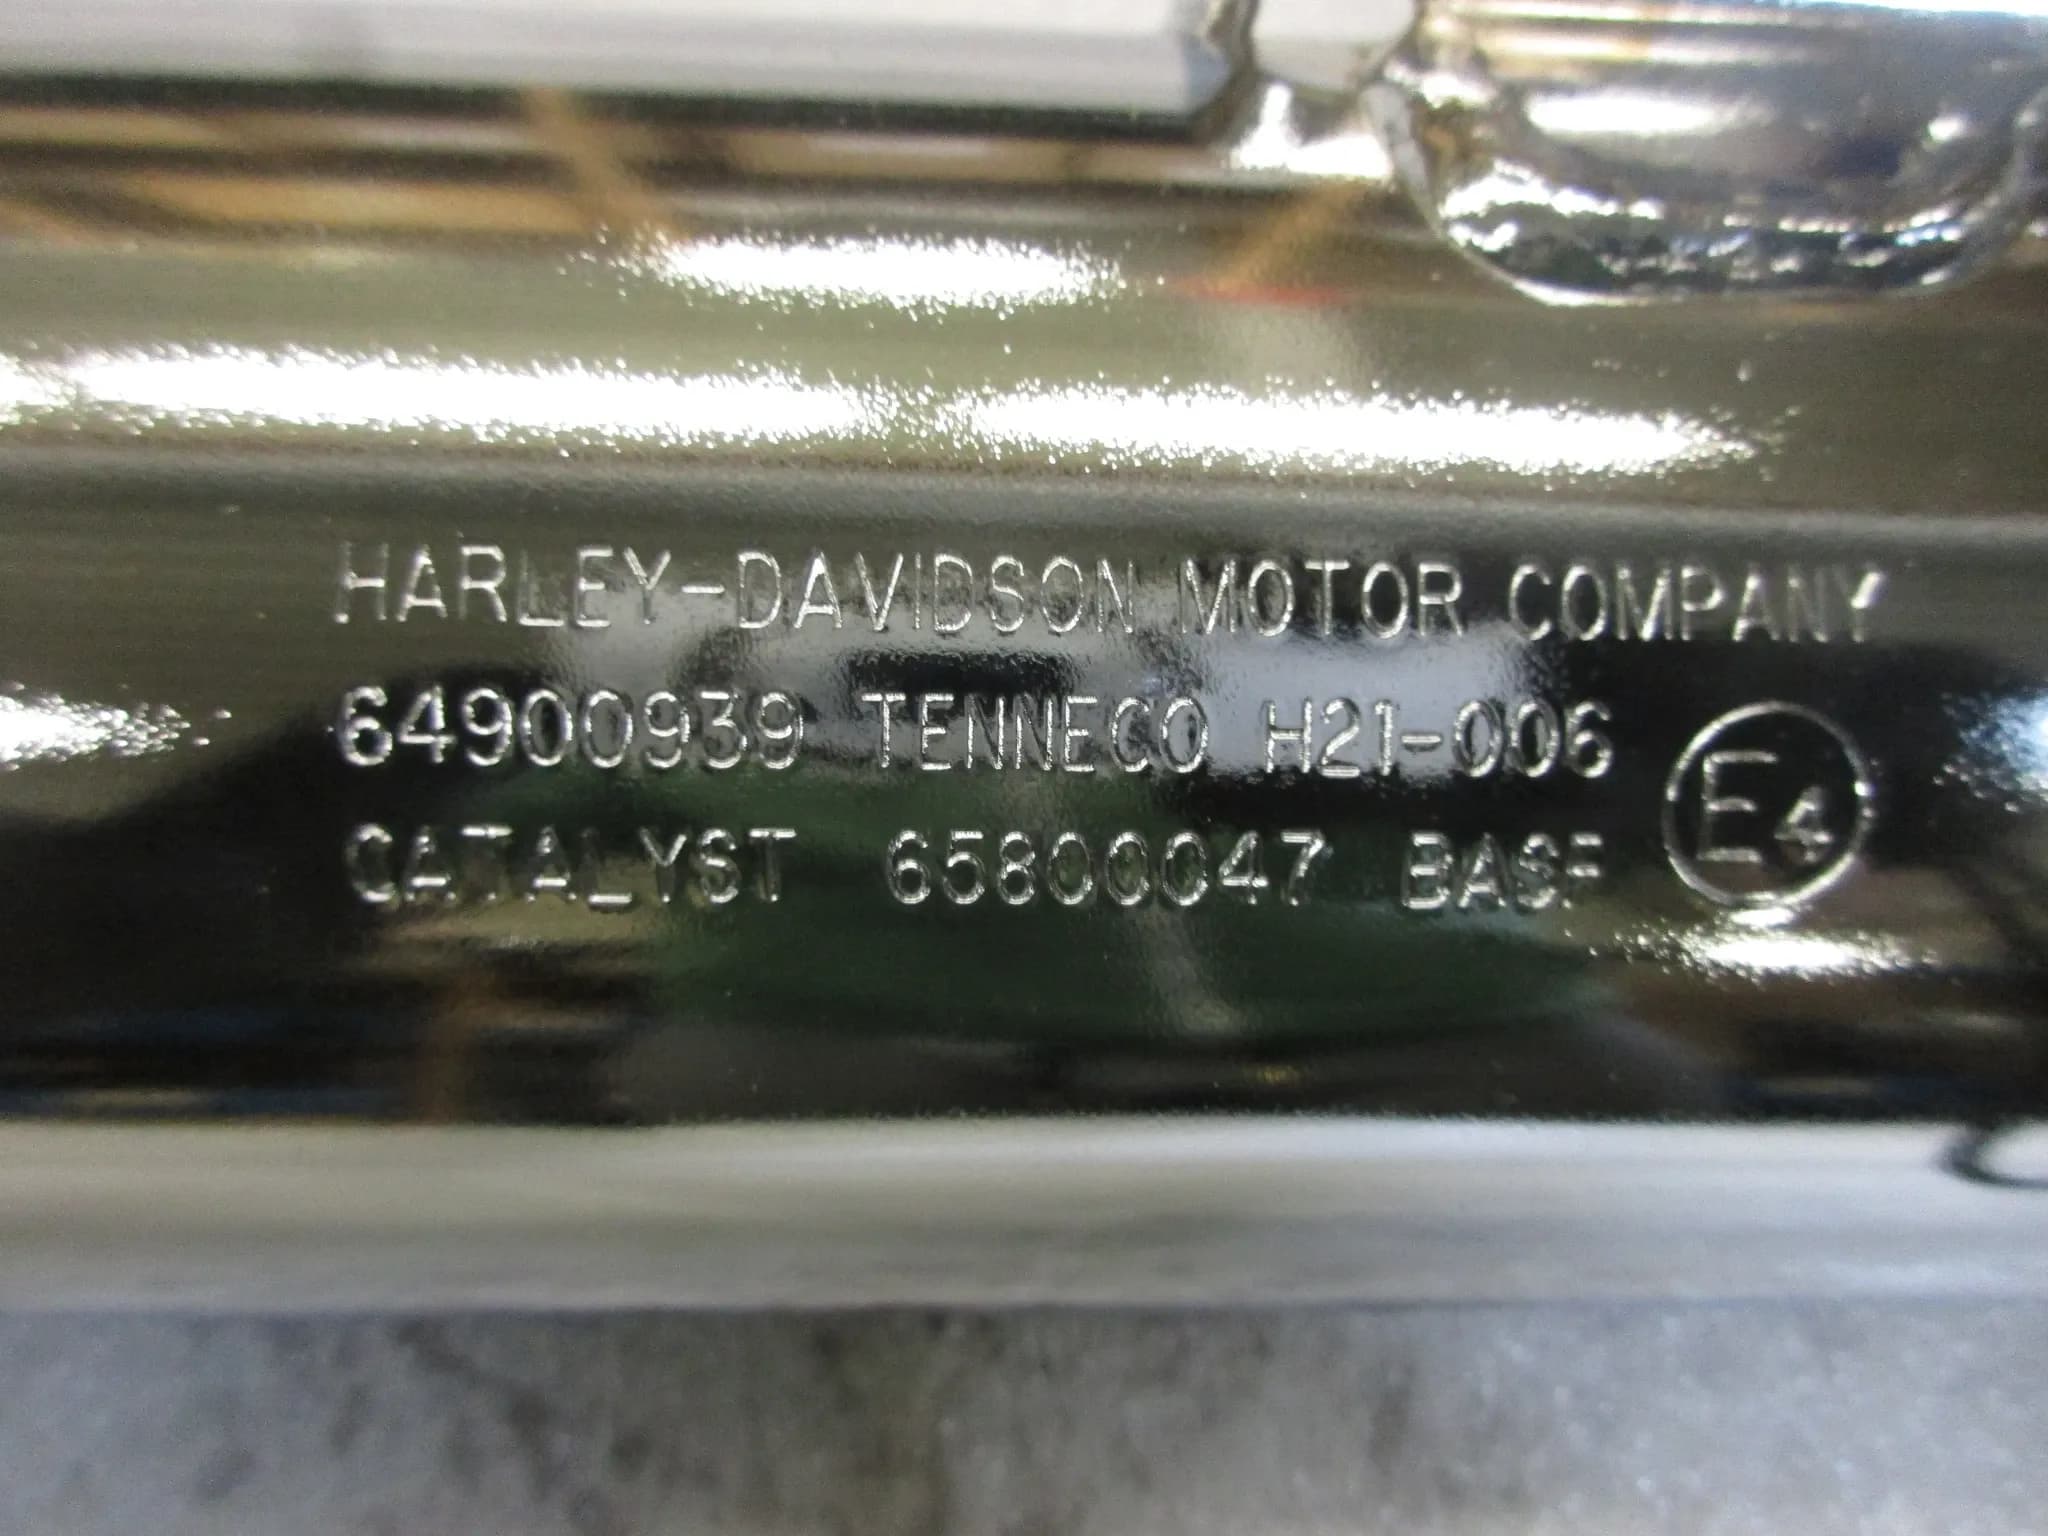 HARLEY-DAVIDSON MOTOR COMPANY
64900939 TENNECO H21-006
CATALYST 65800047 BASF
E4